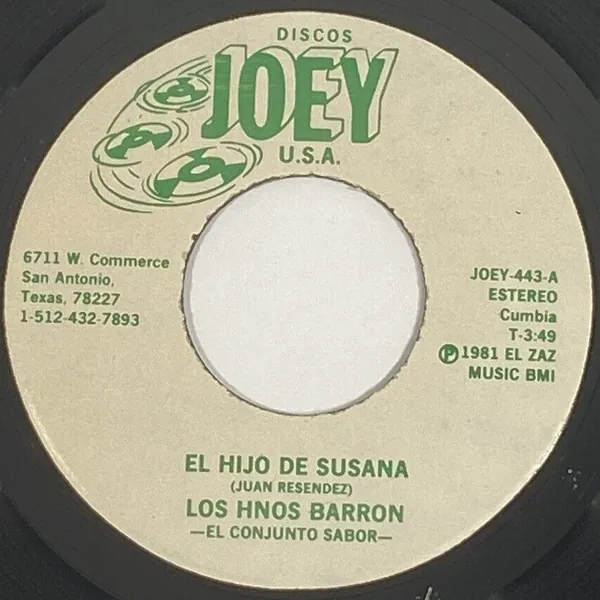 DISCOS
JOEY
U.S.A.
6711 W. Commerce
San Antonio,
Texas, 78227
1-512-432-7893
JOEY-443-A
ESTEREO
Cumbia
T-3:49
Ⓟ1981 EL ZAZ
MUSIC BMI
EL HIJO DE SUSANA
(JUAN RESENDEZ)
LOS HNOS BARRON
—EL CONJUNTO SABOR—